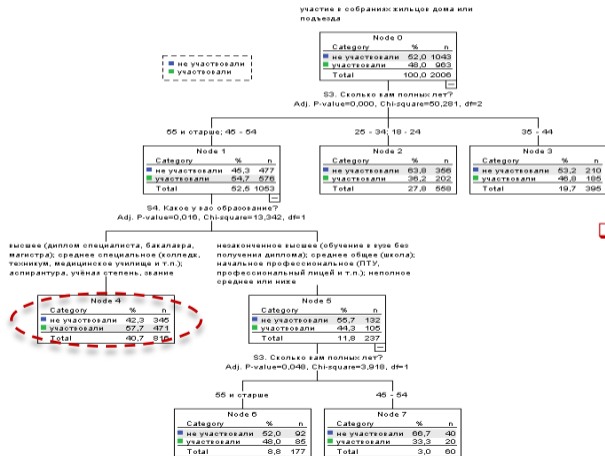 участие в собраниях жильцов дома или
подъезда
не участвовали
участвовали
Node 0
Category % n
не участвовали 52,0 1043
участвовали 48,0 963
Total 100,0 2006
S3. Сколько вам полных лет?
Adj. P-value=0,000, Chi-square=50,281, df=2
55 и старше; 45 - 54
25 - 34; 18 - 24
35 - 44
Node 1
Category % n
не участвовали 45,3 477
участвовали 54,7 576
Total 52,5 1053
Node 2
Category % n
не участвовали 63,8 356
участвовали 36,2 202
Total 27,8 558
Node 3
Category % n
не участвовали 53,2 210
участвовали 46,8 185
Total 19,7 395
S4. Какое у вас образование?
Adj. P-value=0,016, Chi-square=13,342, df=1
высшее (диплом специалиста, бакалавра,
магистра); среднее специальное (колледж,
техникум, медицинское училище и т.п.);
аспирантура, учёная степень, звание
незаконченное высшее (обучение в вузе без
получения диплома); среднее общее (школа);
начальное профессиональное (ПТУ,
профессиональный лицей и т.п.); неполное
среднее или ниже
Node 4
Category % n
не участвовали 42,3 345
участвовали 57,7 471
Total 40,7 816
Node 5
Category % n
не участвовали 55,7 132
участвовали 44,3 105
Total 11,8 237
S3. Сколько вам полных лет?
Adj. P-value=0,048, Chi-square=3,918, df=1
55 и старше
45 - 54
Node 6
Category % n
не участвовали 52,0 92
участвовали 48,0 85
Total 8,8 177
Node 7
Category % n
не участвовали 66,7 40
участвовали 33,3 20
Total 3,0 60